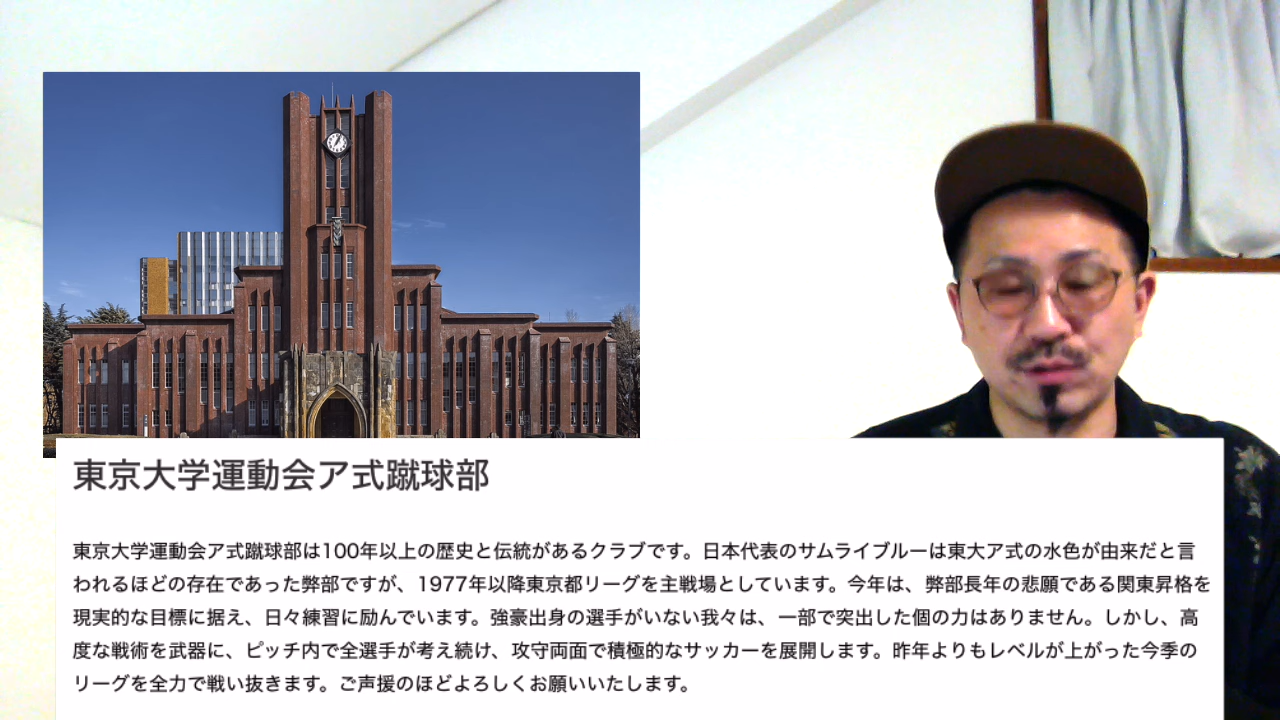 東京大学運動会ア式蹴球部
東京大学運動会ア式蹴球部は100年以上の歴史と伝統があるクラブです。日本代表のサムライブルーは東大ア式の水色が由来だと言
われるほどの存在であった弊部ですが、1977年以降東京都リーグを主戦場としています。今年は、弊部長年の悲願である関東昇格を
現実的な目標に据え、日々練習に励んでいます。強豪出身の選手がいない我々は、一部で突出した個の力はありません。しかし、高
度な戦術を武器に、ピッチ内で全選手が考え続け、攻守両面で積極的なサッカーを展開します。昨年よりもレベルが上がった今季の
リーグを全力で戦い抜きます。ご声援のほどよろしくお願いいたします。